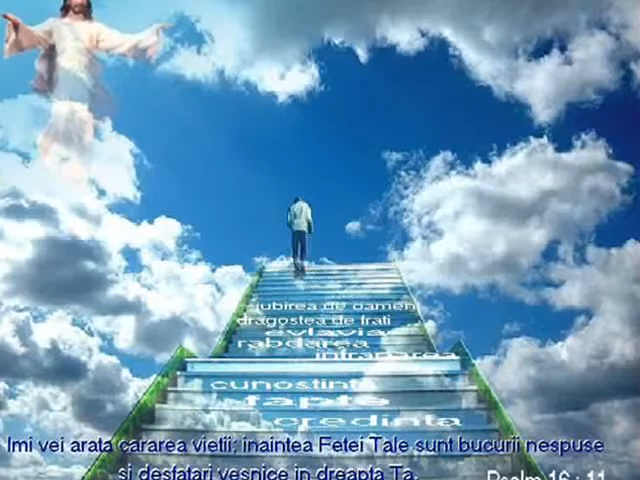 iubirea de oameni
dragostea de frati
evlavia
rabdarea
infranarea
cunostinta
fapta
credinta
Imi vei arata cararea vietii; inaintea Fetei Tale sunt bucurii nespuse
si desfatari vesnice in dreapta Ta.
Psalm 16 : 11